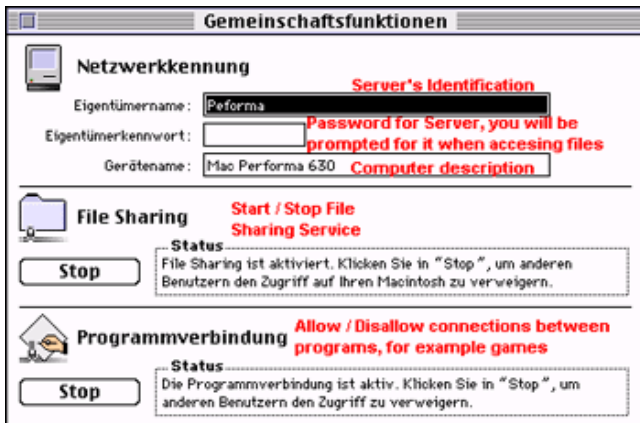 Gemeinschaftsfunktionen
Netzwerkkennung
Server's Identification
Eigentümername: Peforma
Password for Server, you will be
Eigentümerkennwort:
prompted for it when accesing files
Gerätename: Mac Performa 630 Computer description
File Sharing
Start / Stop File
Sharing Service
Status
Stop
File Sharing ist aktiviert. Klicken Sie in "Stop", um anderen
Benutzern den Zugriff auf Ihren Macintosh zu verweigern.
Programmverbindung
Allow / Disallow connections between
programs, for example games
Status
Stop
Die Programmverbindung ist aktiv. Klicken Sie in "Stop", um
anderen Benutzern den Zugriff zu verweigern.